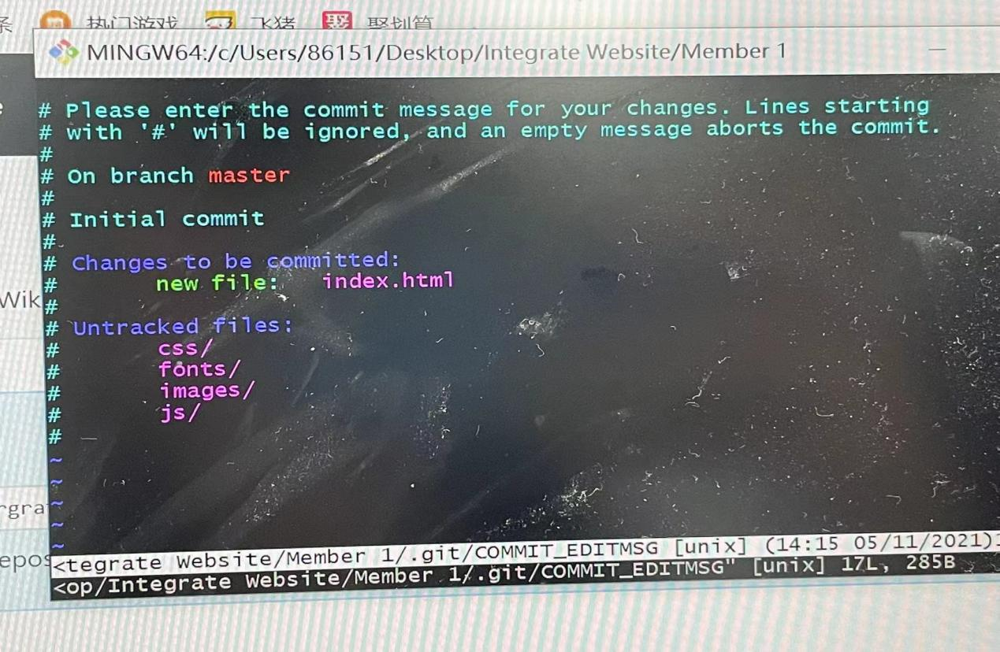 条 热门游戏 飞猪 聚 聚划算
MINGW64:/c/Users/86151/Desktop/Integrate Website/Member 1
# Please enter the commit message for your changes. Lines starting
# with '#' will be ignored, and an empty message aborts the commit.
#
# On branch master
#
# Initial commit
#
# Changes to be committed:
# new file: index.html
Wik
#
# Untracked files:
# css/
# fonts/
# images/
# js/
#
~
~
~
rgra
~
~
epos
<tegrate Website/Member 1/.git/COMMIT_EDITMSG [unix] (14:15 05/11/2021)1
<op/Integrate Website/Member 1/.git/COMMIT_EDITMSG" [unix] 17L, 285B